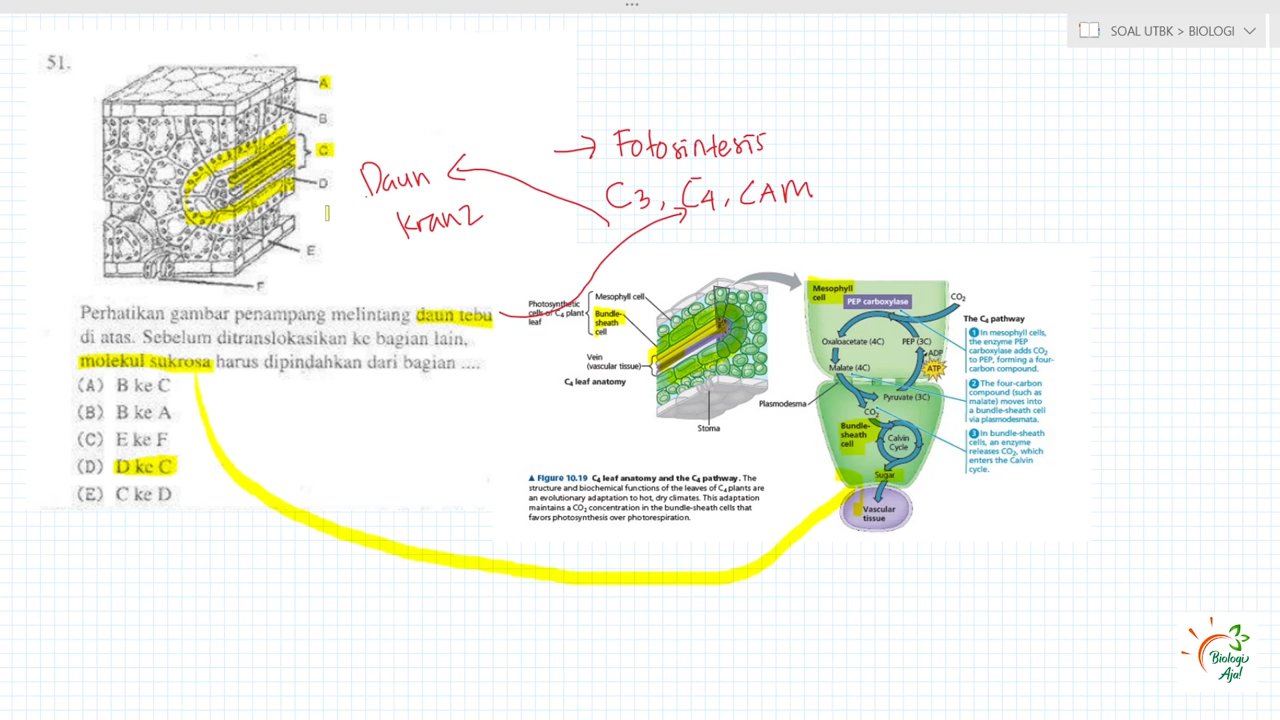 SOAL UTBK > BIOLOGI
51.
A
B
C
D
E
F
Perhatikan gambar penampang melintang daun tebu
di atas. Sebelum ditranslokasikan ke bagian lain,
molekul sukrosa harus dipindahkan dari bagian ....
(A) B ke C
(B) B ke A
(C) E ke F
(D) D ke C
(E) C ke D
→ Fotosintesis
C3, C4, CAM
Daun
Kranz
Photosynthetic
cells of C4 plant
leaf
Mesophyll cell
Bundle-
sheath
cell
Vein
(vascular tissue)
C4 leaf anatomy
Stoma
Mesophyll
cell
PEP carboxylase
CO2
Oxaloacetate (4C)
PEP (3C)
ADP
ATP
Malate (4C)
Pyruvate (3C)
Plasmodesma
CO2
Bundle-
sheath
cell
Calvin
Cycle
Sugar
Vascular
tissue
The C4 pathway
1 In mesophyll cells,
the enzyme PEP
carboxylase adds CO2
to PEP, forming a four-
carbon compound.
2 The four-carbon
compound (such as
malate) moves into
a bundle-sheath cell
via plasmodesmata.
3 In bundle-sheath
cells, an enzyme
releases CO2, which
enters the Calvin
cycle.
▲ Figure 10.19 C4 leaf anatomy and the C4 pathway. The
structure and biochemical functions of the leaves of C4 plants are
an evolutionary adaptation to hot, dry climates. This adaptation
maintains a CO2 concentration in the bundle-sheath cells that
favors photosynthesis over photorespiration.
Biologi
Aja!